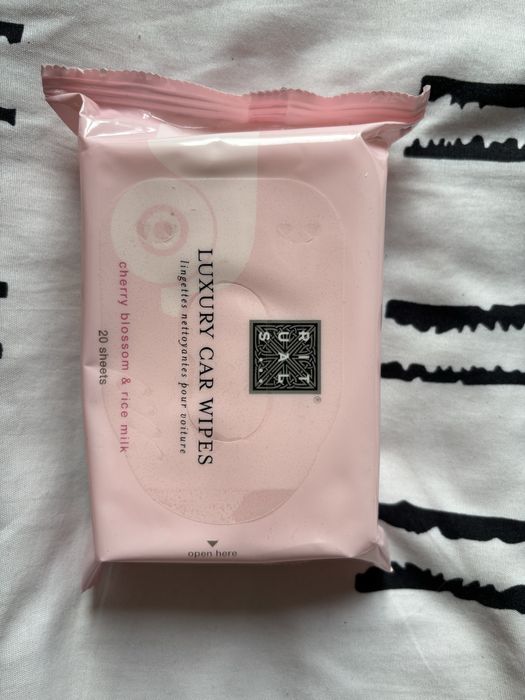 RIT
UAL
S...
®
LUXURY CAR WIPES
lingettes nettoyantes pour voiture
cherry blossom & rice milk
20 sheets
open here